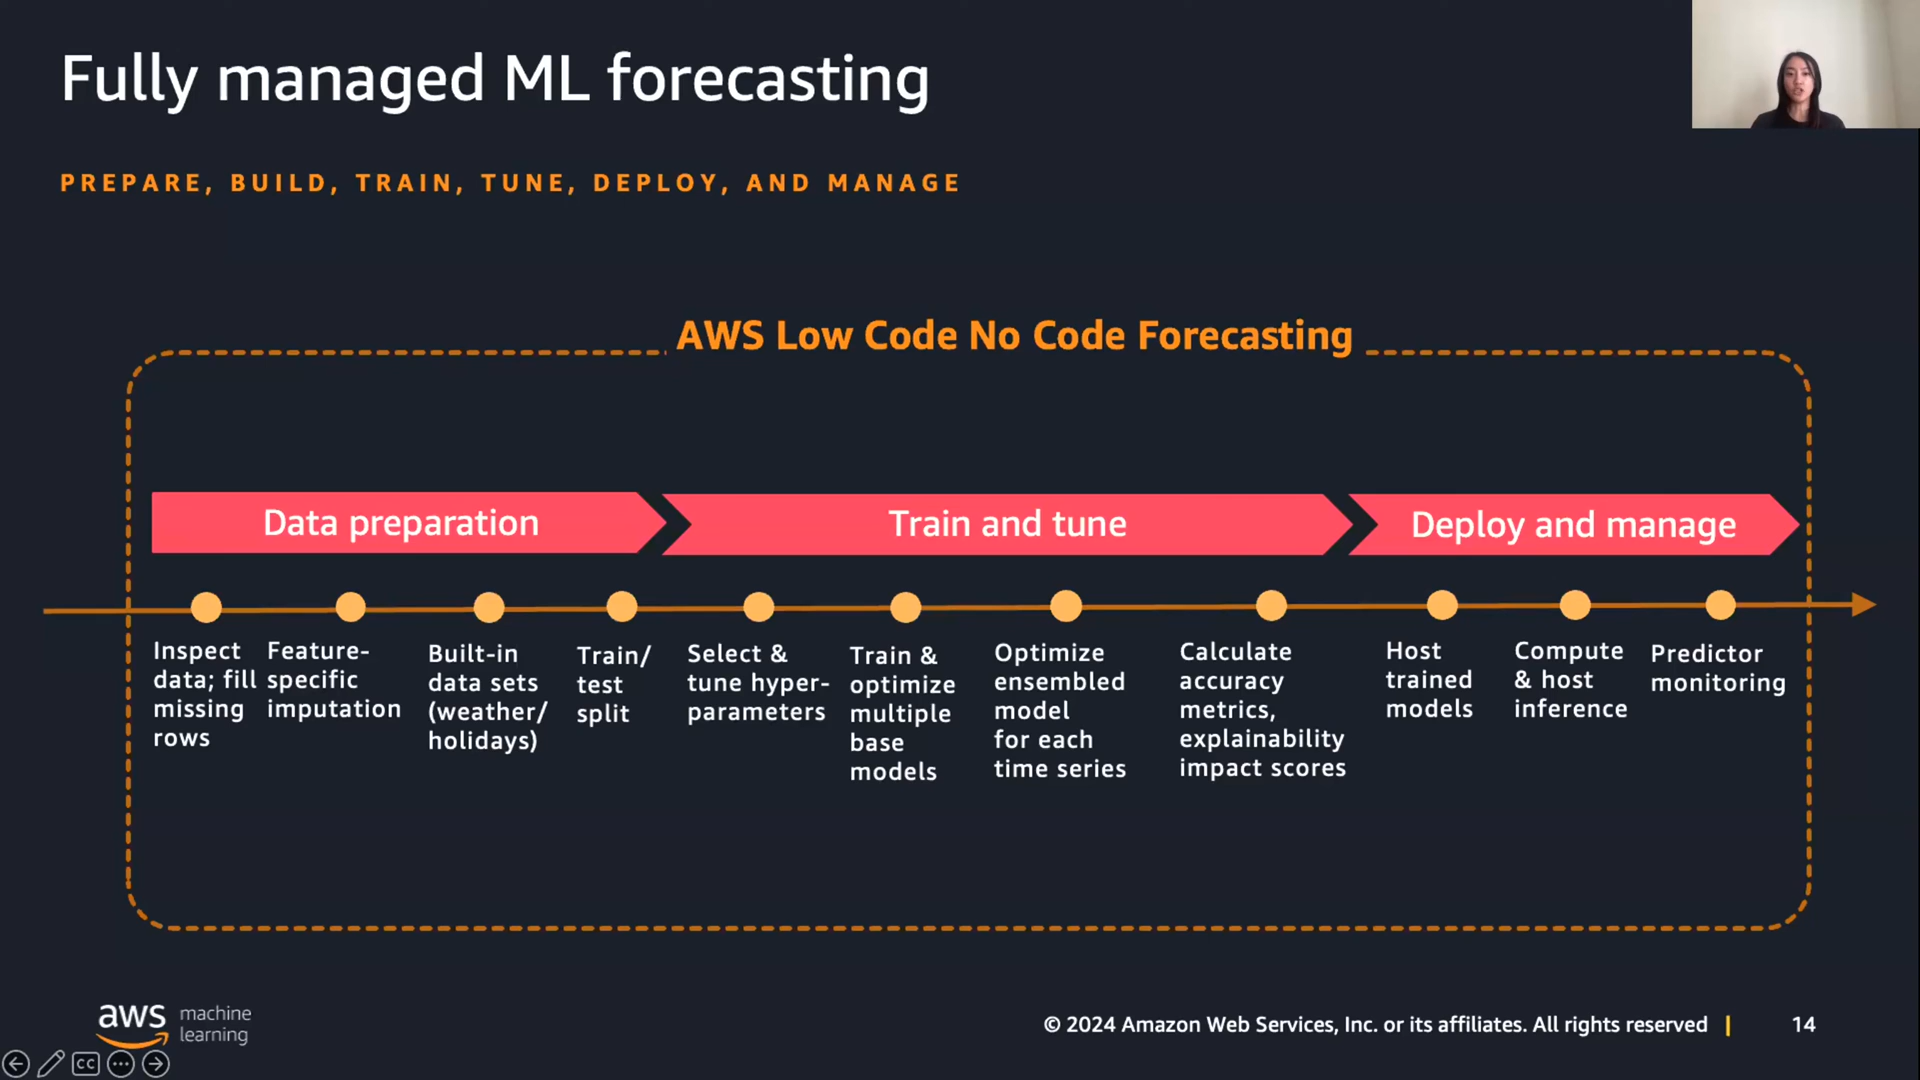 Fully managed ML forecasting
PREPARE, BUILD, TRAIN, TUNE, DEPLOY, AND MANAGE
AWS Low Code No Code Forecasting
Data preparation
Train and tune
Deploy and manage
Inspect
data; fill
missing
rows
Feature-
specific
imputation
Built-in
data sets
(weather/
holidays)
Train/
test
split
Select &
tune hyper-
parameters
Train &
optimize
multiple
base
models
Optimize
ensembled
model
for each
time series
Calculate
accuracy
metrics,
explainability
impact scores
Host
trained
models
Compute
& host
inference
Predictor
monitoring
aws machine
learning
© 2024 Amazon Web Services, Inc. or its affiliates. All rights reserved | 14
CC